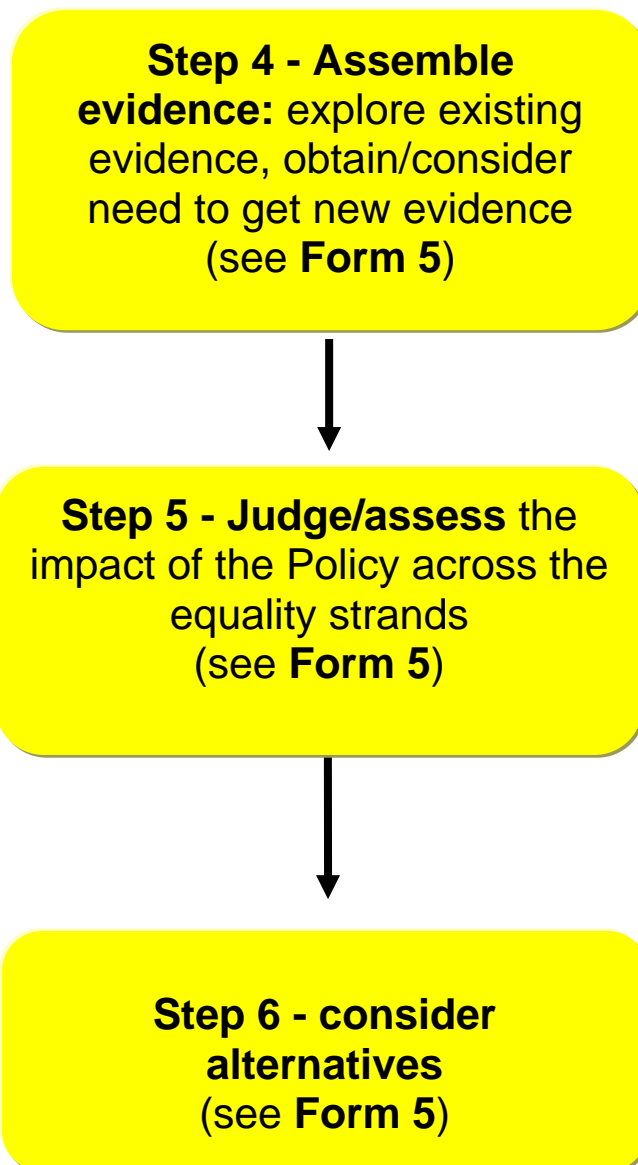 Step 4 - Assemble
evidence: explore existing
evidence, obtain/consider
need to get new evidence
(see Form 5)
Step 5 - Judge/assess the
impact of the Policy across the
equality strands
(see Form 5)
Step 6 - consider
alternatives
(see Form 5)